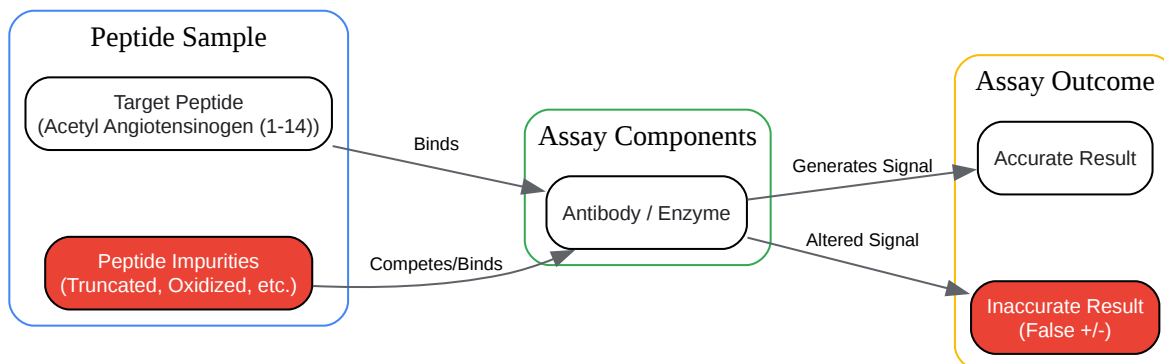 Peptide Sample
Target Peptide
(Acetyl Angiotensinogen (1-14))
Peptide Impurities
(Truncated, Oxidized, etc.)
Binds
Competes/Binds
Assay Components
Antibody / Enzyme
Generates Signal
Altered Signal
Assay Outcome
Accurate Result
Inaccurate Result
(False +/-)